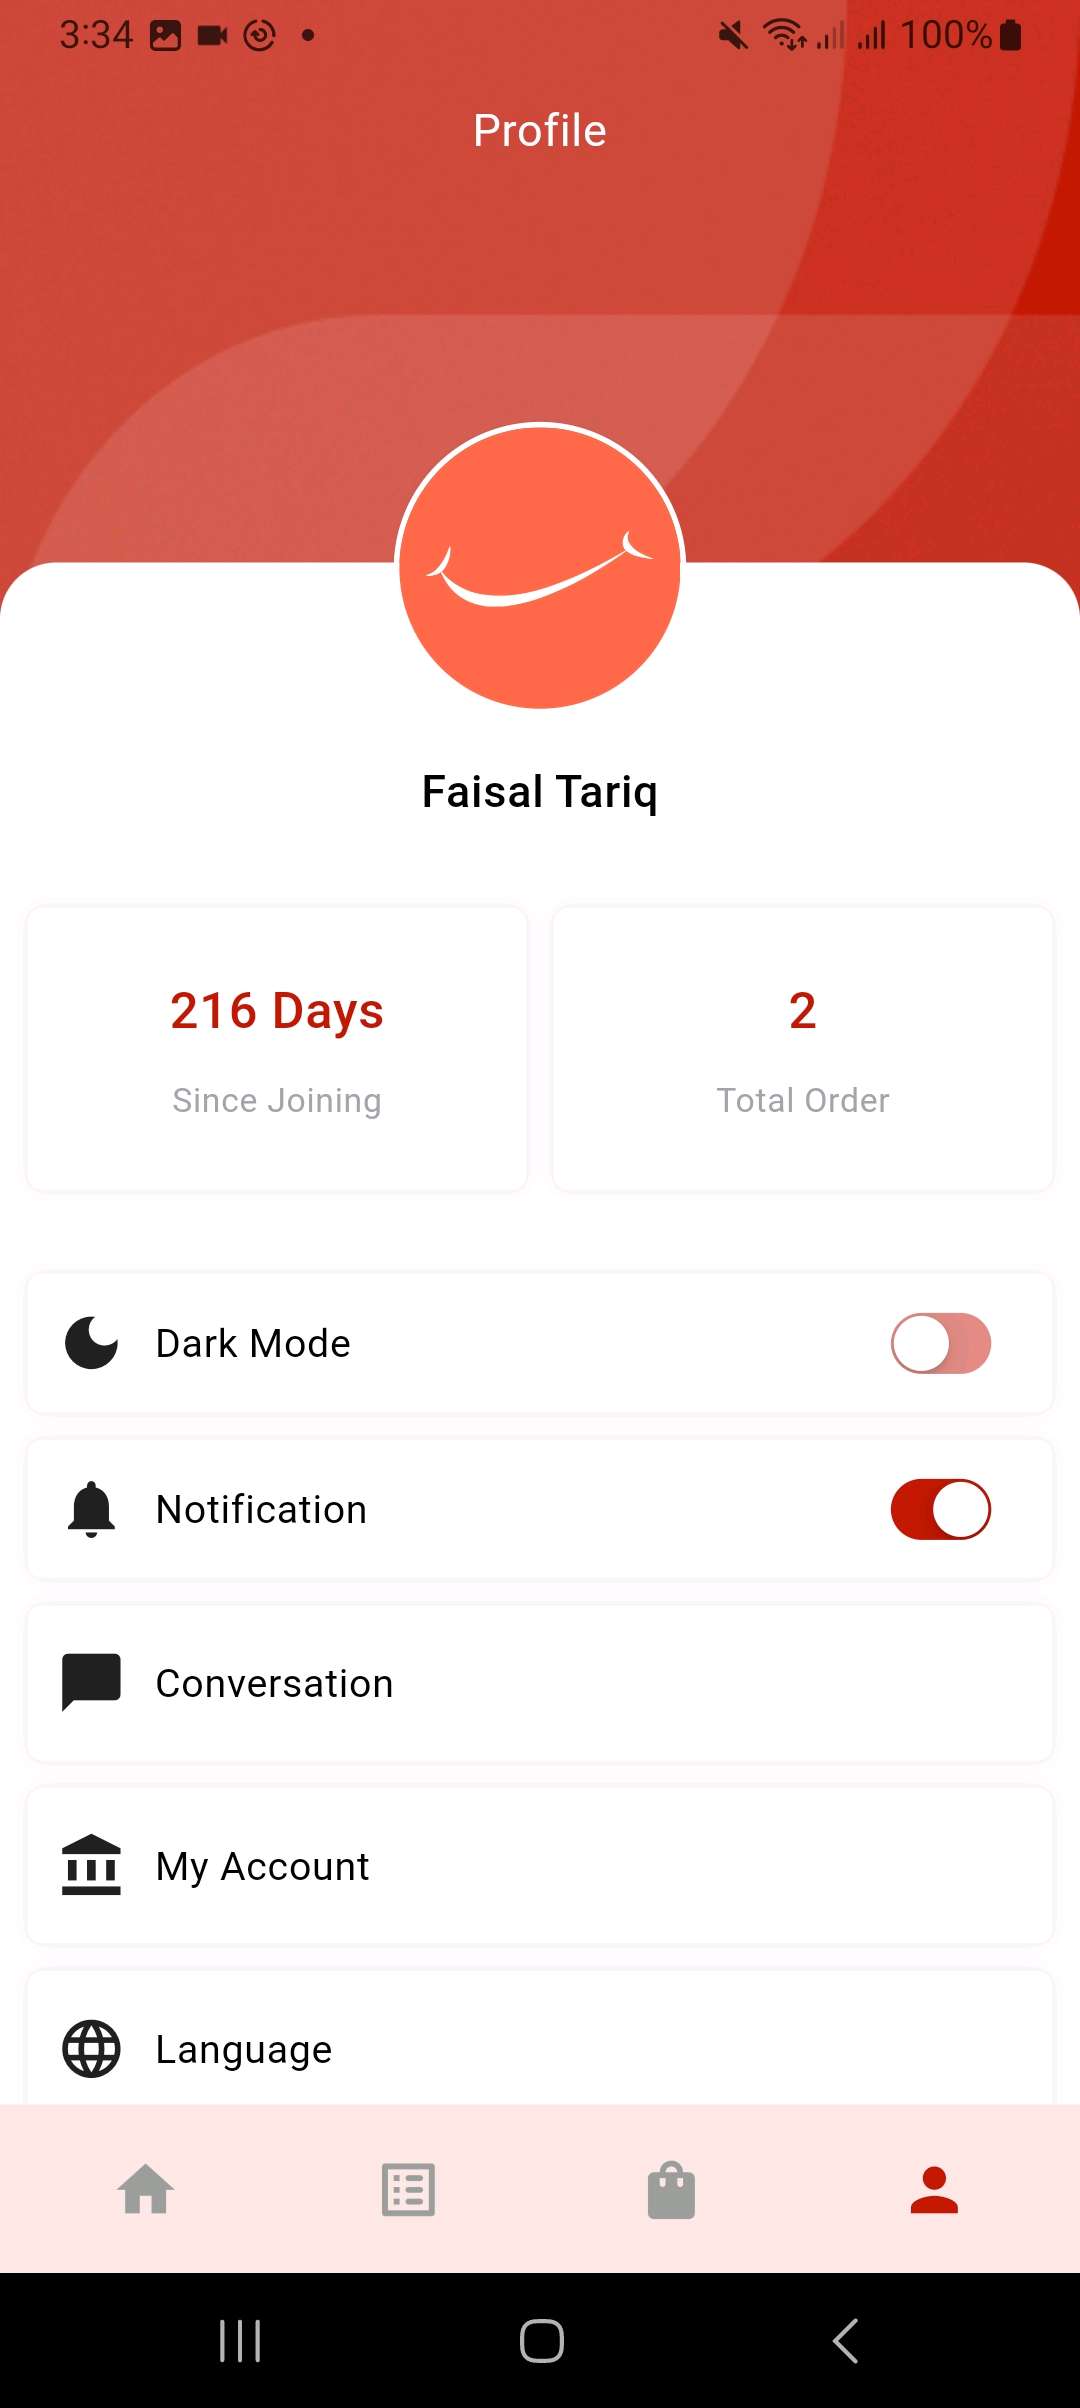 3:34 100%
Profile
Faisal Tariq
216 Days
Since Joining
2
Total Order
Dark Mode
Notification
Conversation
My Account
Language